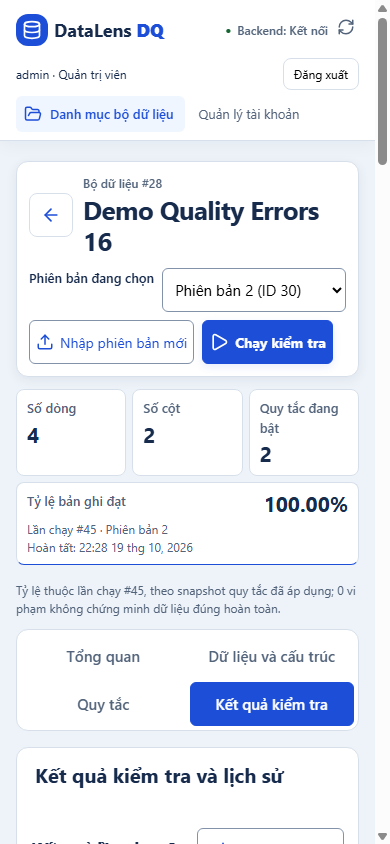 DataLens DQ
Backend: Kết nối
admin · Quản trị viên
Đăng xuất
Danh mục bộ dữ liệu
Quản lý tài khoản
Bộ dữ liệu #28
Demo Quality Errors
16
Phiên bản đang chọn
Phiên bản 2 (ID 30)
Nhập phiên bản mới
Chạy kiểm tra
Số dòng
4
Số cột
2
Quy tắc đang
bật
2
Tỷ lệ bản ghi đạt
100.00%
Lần chạy #45 · Phiên bản 2
Hoàn tất: 22:28 19 thg 10, 2026
Tỷ lệ thuộc lần chạy #45, theo snapshot quy tắc đã áp dụng; 0 vi
phạm không chứng minh dữ liệu đúng hoàn toàn.
Tổng quan
Dữ liệu và cấu trúc
Quy tắc
Kết quả kiểm tra
Kết quả kiểm tra và lịch sử